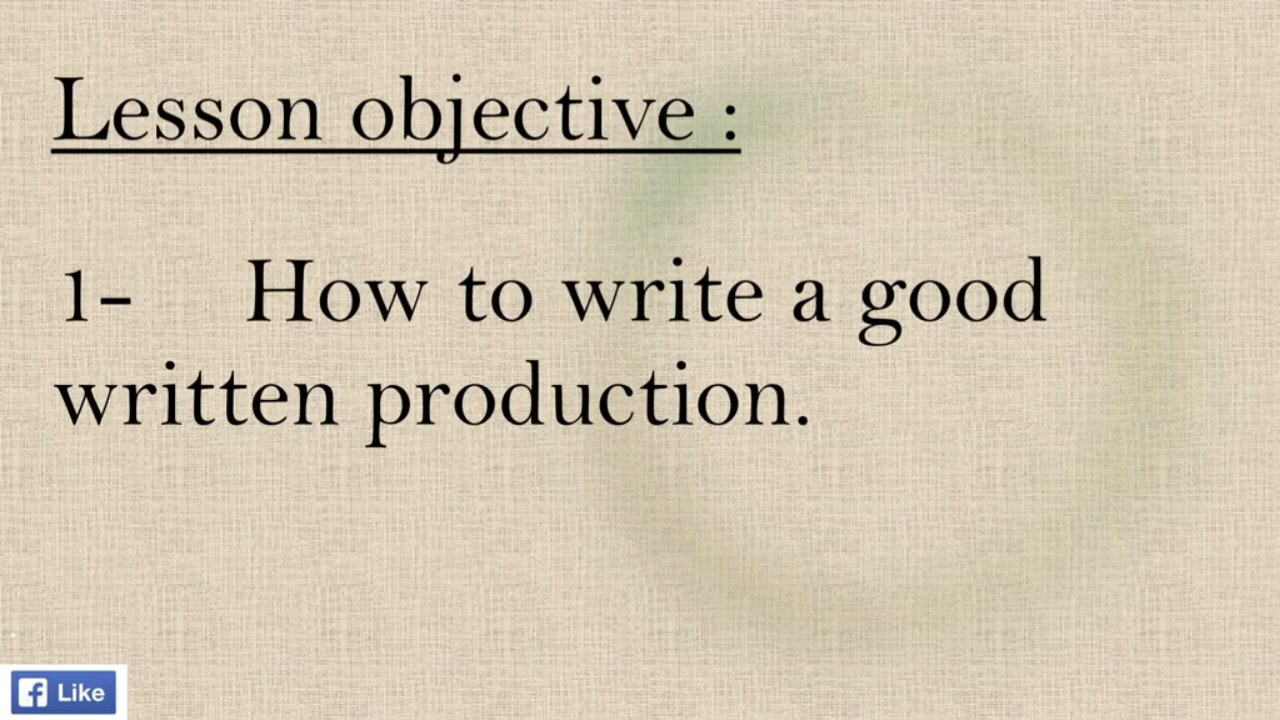 Lesson objective :
1- How to write a good
written production.
Like